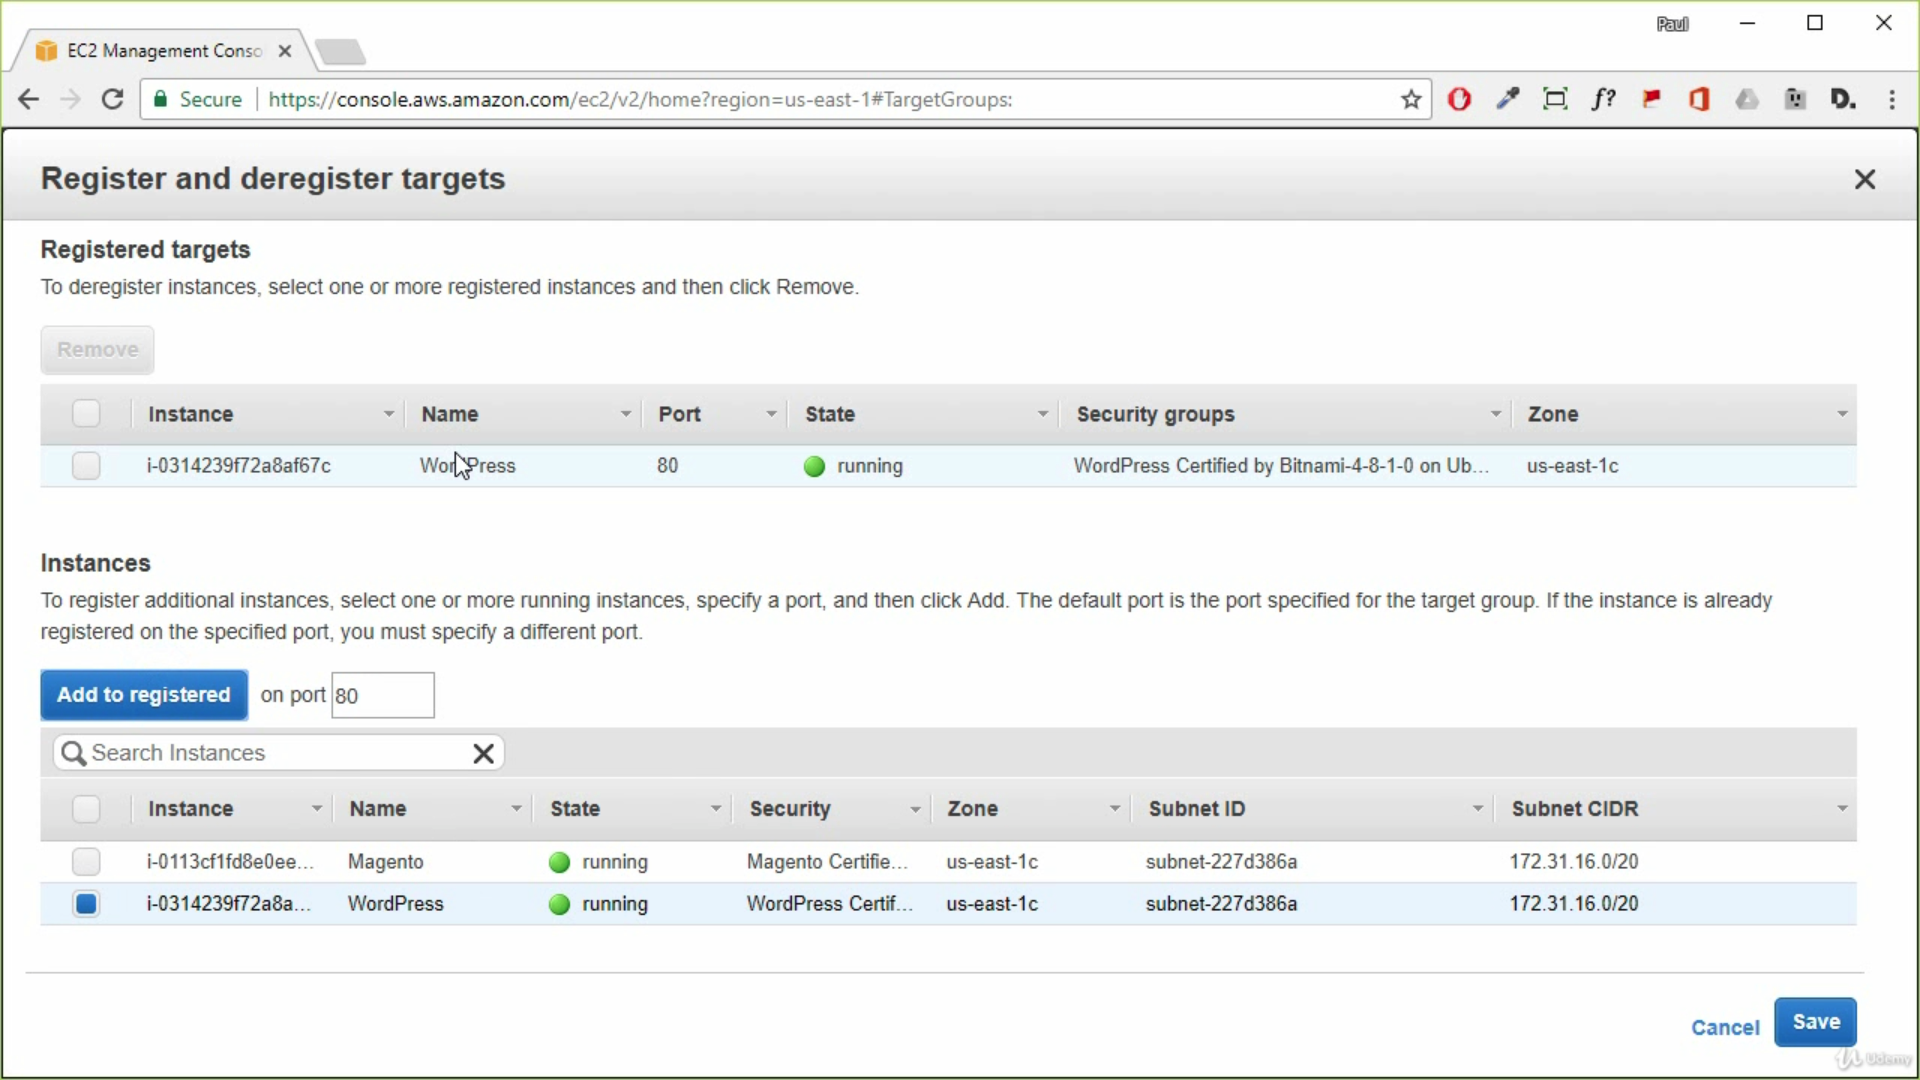 Paul
EC2 Management Conso
Secure https://console.aws.amazon.com/ec2/v2/home?region=us-east-1#TargetGroups:
f?
D.
Register and deregister targets
Registered targets
To deregister instances, select one or more registered instances and then click Remove.
Remove
Instance Name Port State Security groups Zone
i-0314239f72a8af67c WordPress 80 running WordPress Certified by Bitnami-4-8-1-0 on Ub... us-east-1c
Instances
To register additional instances, select one or more running instances, specify a port, and then click Add. The default port is the port specified for the target group. If the instance is already
registered on the specified port, you must specify a different port.
Add to registered on port 80
Search Instances
Instance Name State Security Zone Subnet ID Subnet CIDR
i-0113cf1fd8e0ee... Magento running Magento Certifie... us-east-1c subnet-227d386a 172.31.16.0/20
i-0314239f72a8a... WordPress running WordPress Certif... us-east-1c subnet-227d386a 172.31.16.0/20
Cancel Save
Udemy